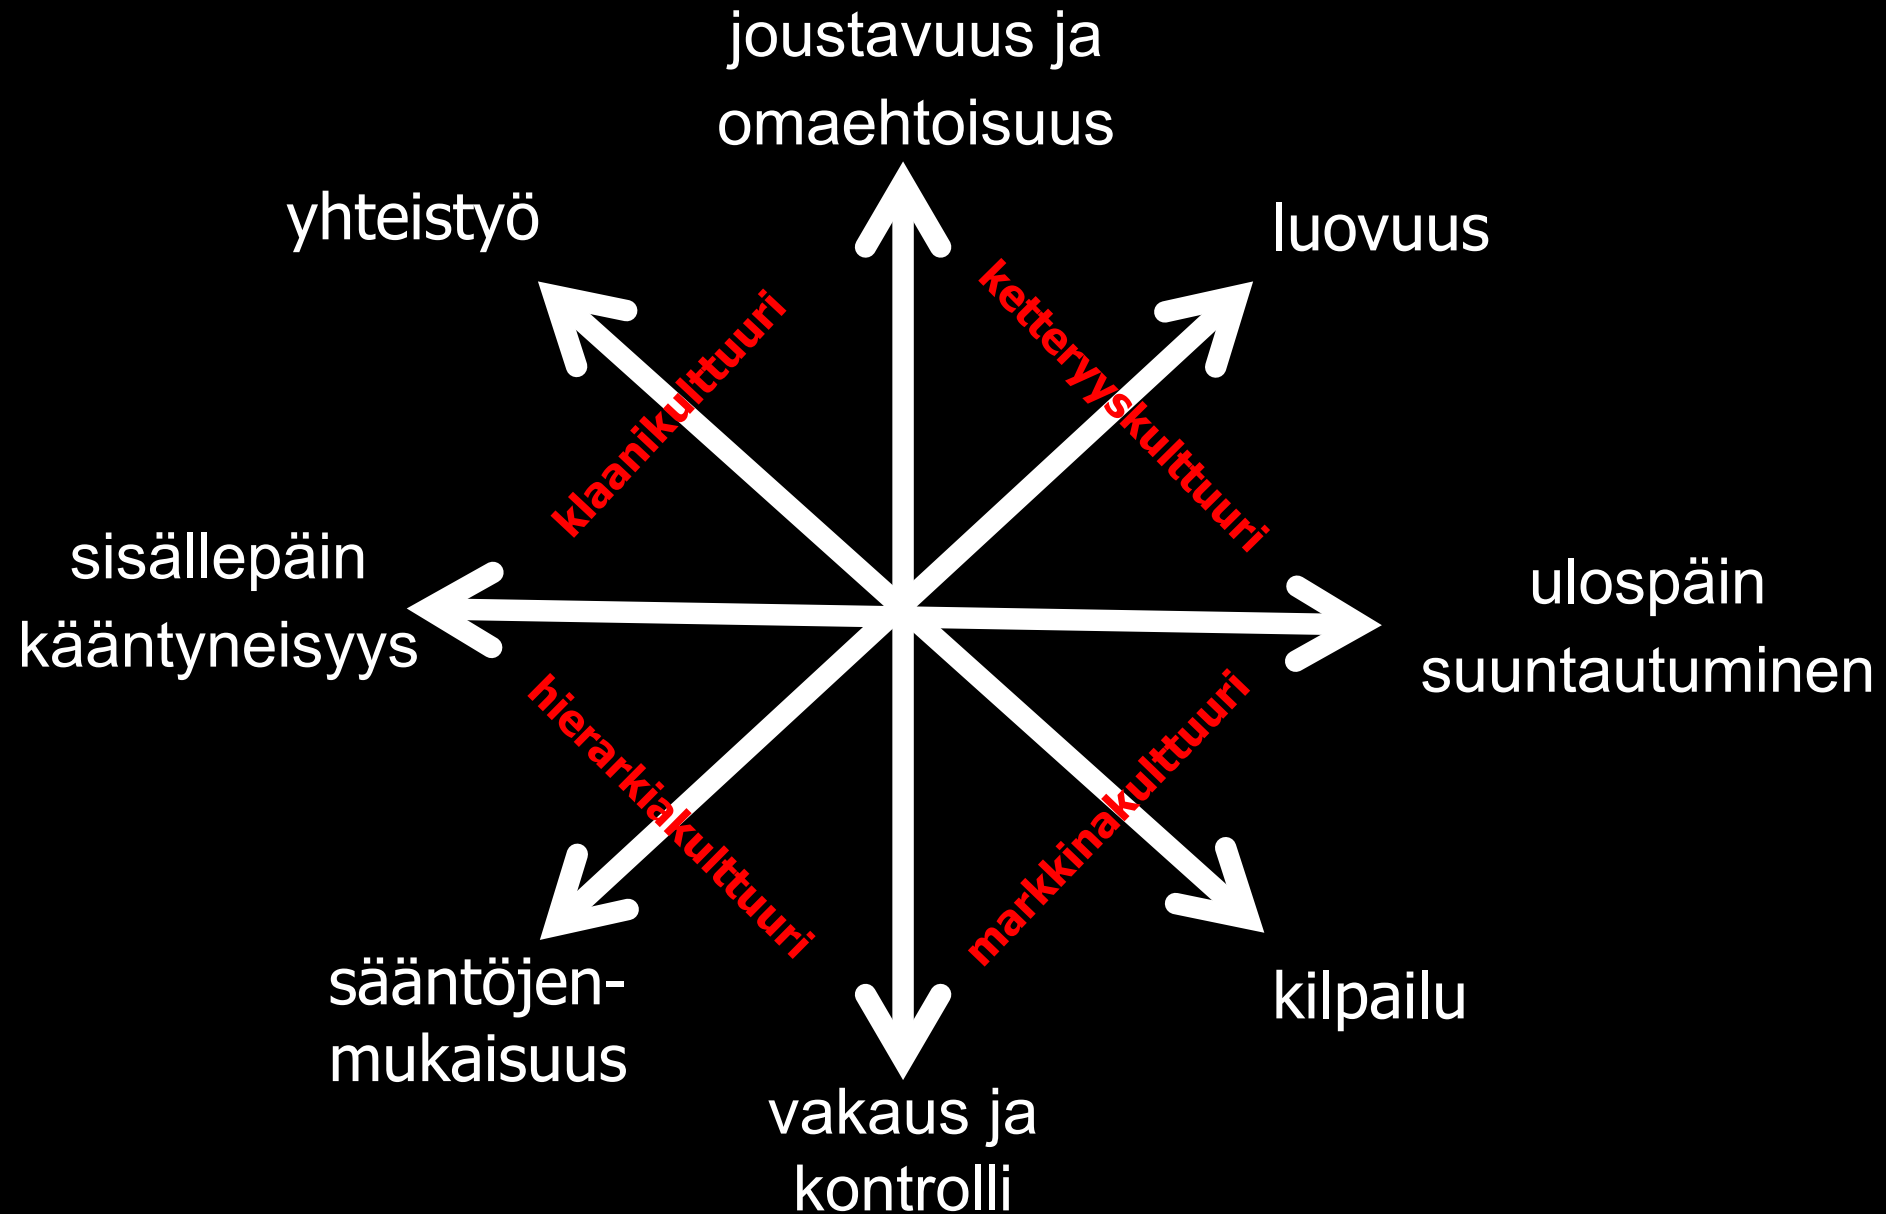 joustavuus ja
omaehtoisuus
yhteistyö
luovuus
klaanikulttuuri
ketteryyskulttuuri
sisällepäin
kääntyneisyys
ulospäin
suuntautuminen
hierarkiakulttuuri
markkinakulttuuri
sääntöjen-
mukaisuus
kilpailu
vakaus ja
kontrolli